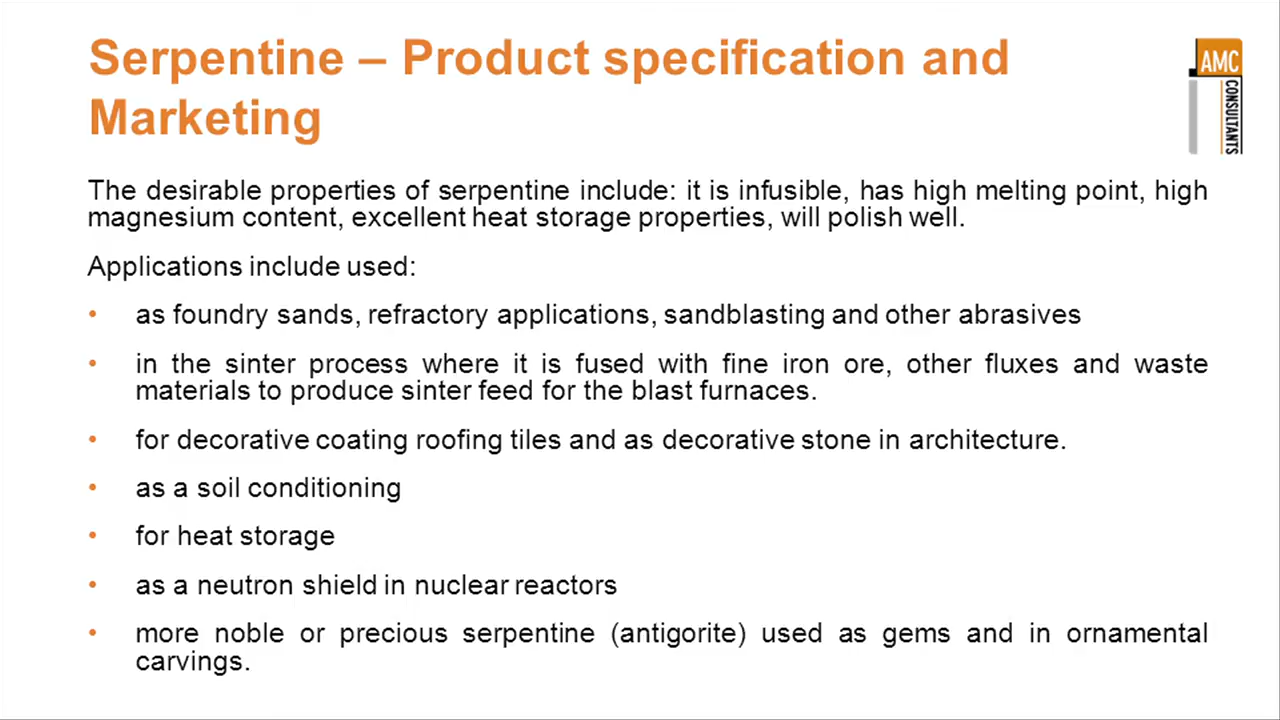 Serpentine – Product specification and
Marketing
AMC
CONSULTANTS
The desirable properties of serpentine include: it is infusible, has high melting point, high
magnesium content, excellent heat storage properties, will polish well.
Applications include used:
• as foundry sands, refractory applications, sandblasting and other abrasives
• in the sinter process where it is fused with fine iron ore, other fluxes and waste
materials to produce sinter feed for the blast furnaces.
• for decorative coating roofing tiles and as decorative stone in architecture.
• as a soil conditioning
• for heat storage
• as a neutron shield in nuclear reactors
• more noble or precious serpentine (antigorite) used as gems and in ornamental
carvings.